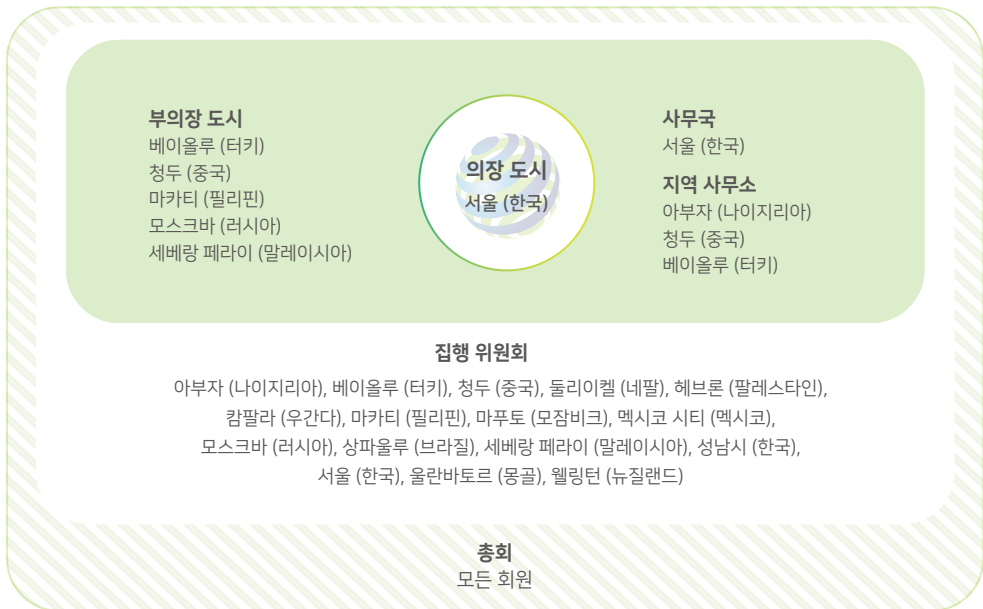 부의장 도시
베이올루 (터키)
청두 (중국)
마카티 (필리핀)
모스크바 (러시아)
세베랑 페라이 (말레이시아)
의장 도시
서울 (한국)
사무국
서울 (한국)
지역 사무소
아부자 (나이지리아)
청두 (중국)
베이올루 (터키)
집행 위원회
아부자 (나이지리아), 베이올루 (터키), 청두 (중국), 둘리이켈 (네팔), 헤브론 (팔레스타인),
캄팔라 (우간다), 마카티 (필리핀), 마푸토 (모잠비크), 멕시코 시티 (멕시코),
모스크바 (러시아), 상파울루 (브라질), 세베랑 페라이 (말레이시아), 성남시 (한국),
서울 (한국), 울란바토르 (몽골), 웰링턴 (뉴질랜드)
총회
모든 회원